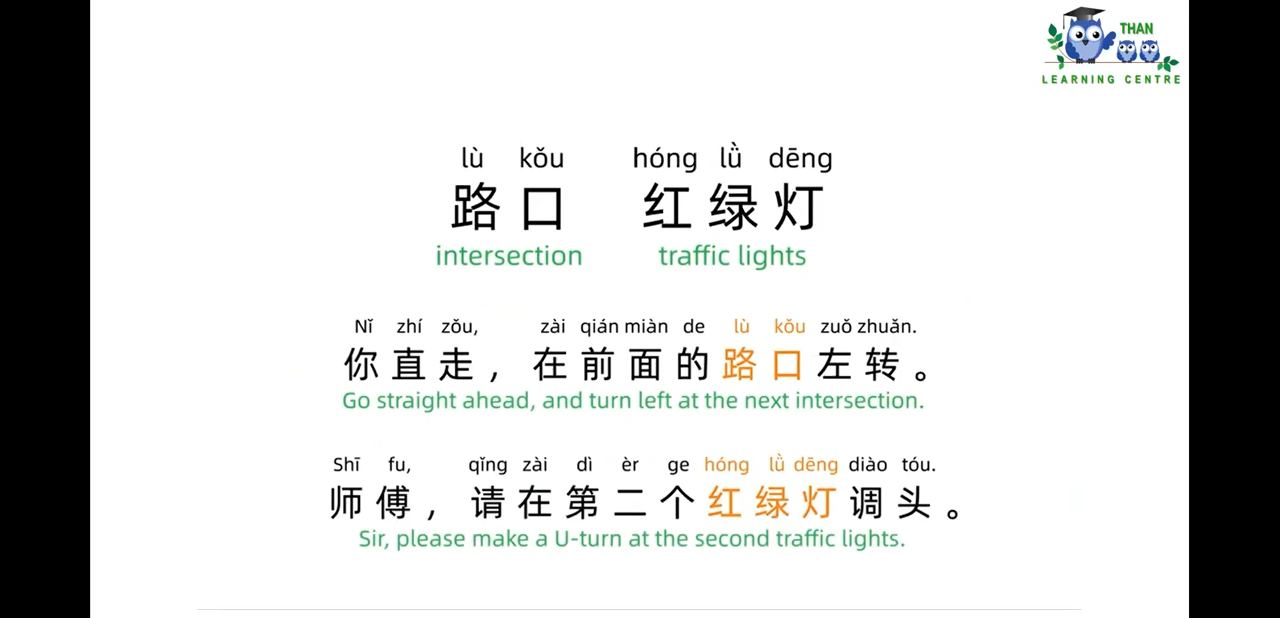 THAN
LEARNING CENTRE
lù kǒu hóng lǜ dēng
路口 红绿灯
intersection traffic lights
Nǐ zhí zǒu, zài qián miàn de lù kǒu zuǒ zhuǎn.
你直走，在前面的路口左转。
Go straight ahead, and turn left at the next intersection.
Shī fu, qǐng zài dì èr ge hóng lǜ dēng diào tóu.
师傅，请在第二个红绿灯调头。
Sir, please make a U-turn at the second traffic lights.